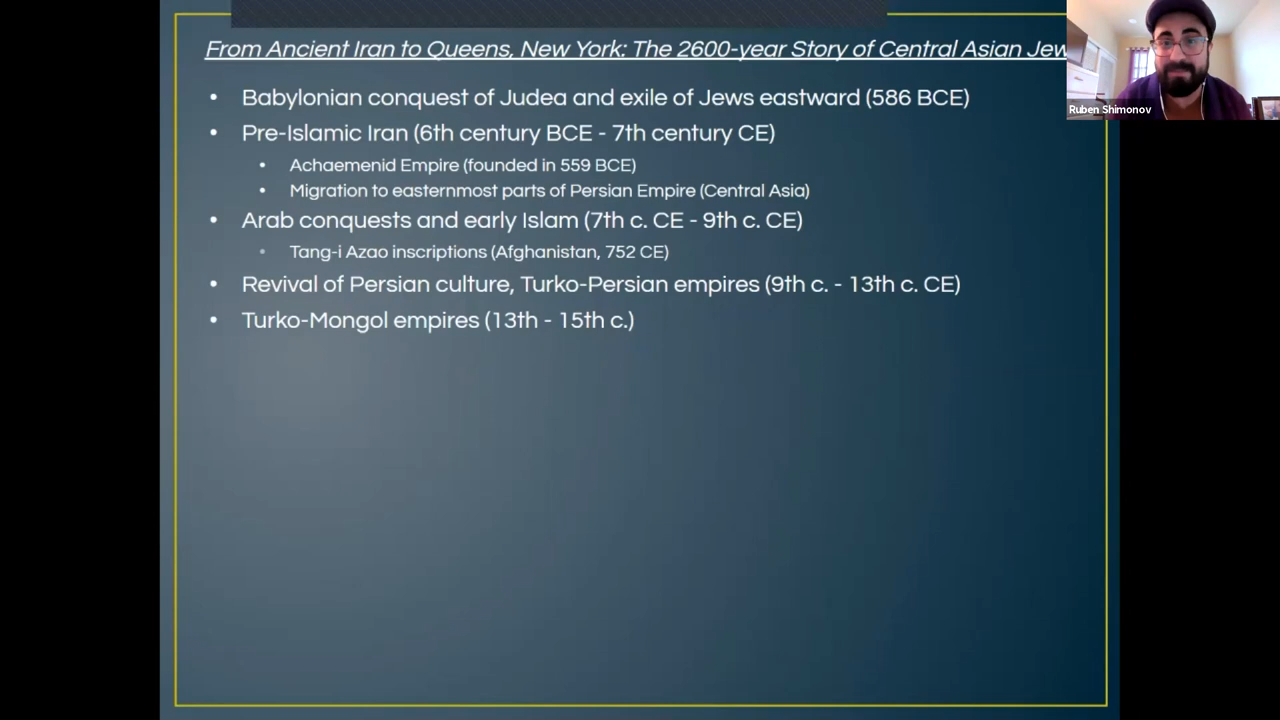 From Ancient Iran to Queens, New York: The 2600-year Story of Central Asian Jew
• Babylonian conquest of Judea and exile of Jews eastward (586 BCE)
• Pre-Islamic Iran (6th century BCE - 7th century CE)
• Achaemenid Empire (founded in 559 BCE)
• Migration to easternmost parts of Persian Empire (Central Asia)
• Arab conquests and early Islam (7th c. CE - 9th c. CE)
• Tang-i Azao inscriptions (Afghanistan, 752 CE)
• Revival of Persian culture, Turko-Persian empires (9th c. - 13th c. CE)
• Turko-Mongol empires (13th - 15th c.)
Ruben Shimonov